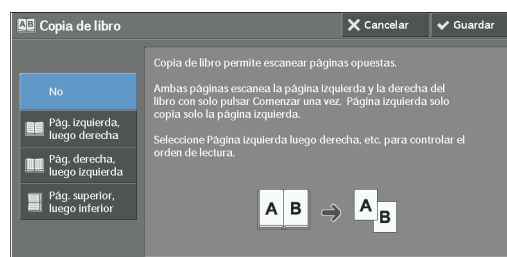 AB Copia de libro
Cancelar
Guardar
Copia de libro permite escanear páginas opuestas.
Ambas páginas escanea la página izquierda y la derecha del
libro con solo pulsar Comenzar una vez. Página izquierda solo
copia solo la página izquierda.
Seleccione Página izquierda luego derecha, etc. para controlar el
orden de lectura.
No
Pág. izquierda,
luego derecha
Pág. derecha,
luego izquierda
Pág. superior,
luego inferior
A B
A
B